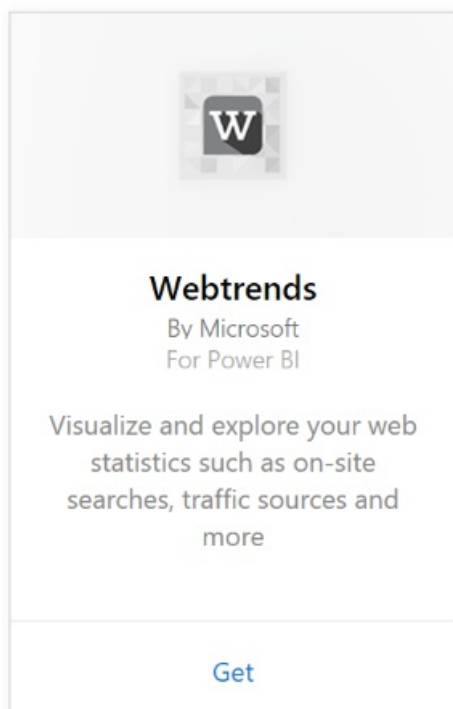 W
Webtrends
By Microsoft
For Power BI
Visualize and explore your web
statistics such as on-site
searches, traffic sources and
more
Get